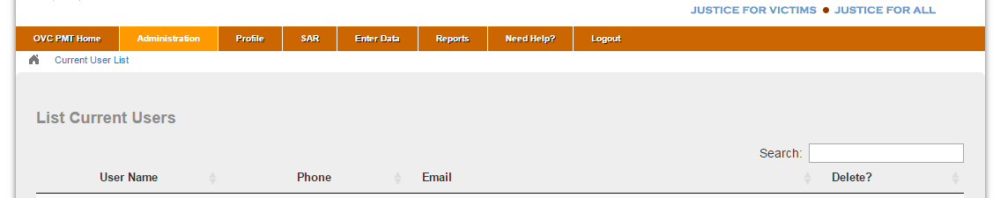 JUSTICE FOR VICTIMS ● JUSTICE FOR ALL
OVC PMT Home Administration Profile SAR Enter Data Reports Need Help? Logout
Current User List
List Current Users
Search:
User Name Phone Email Delete?